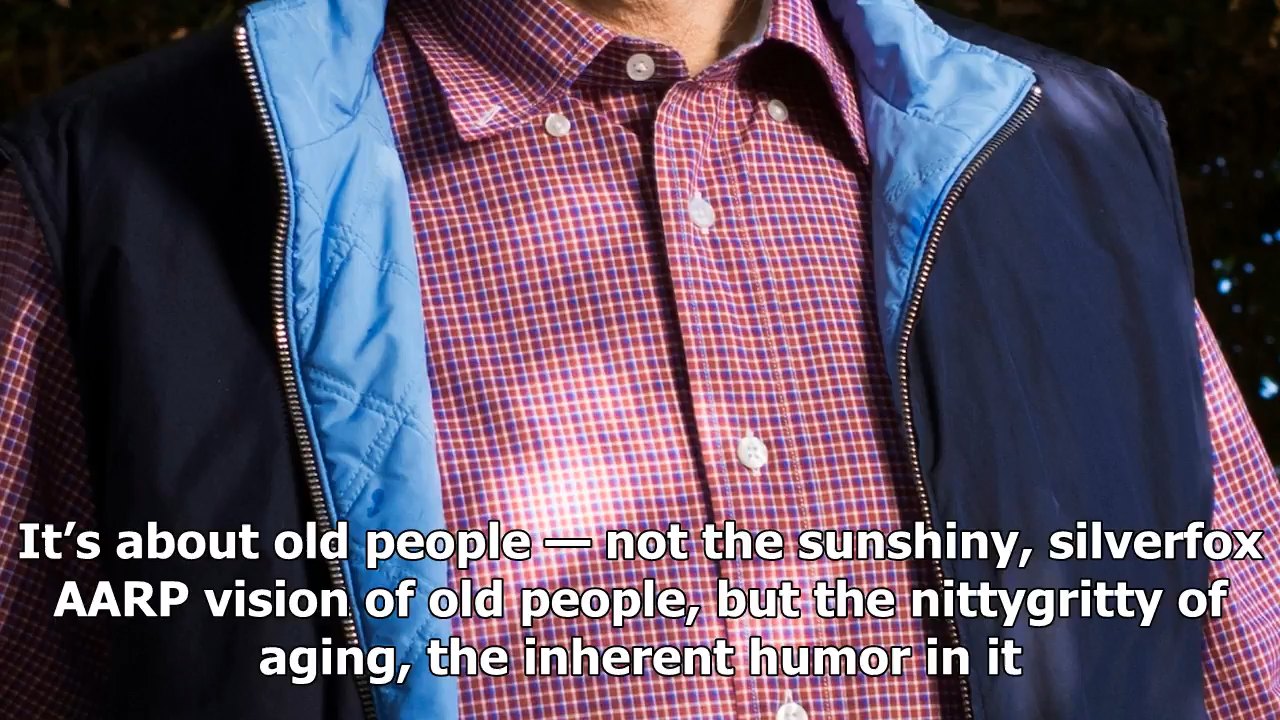 It’s about old people — not the sunshiny, silverfox
AARP vision of old people, but the nittygritty of
aging, the inherent humor in it